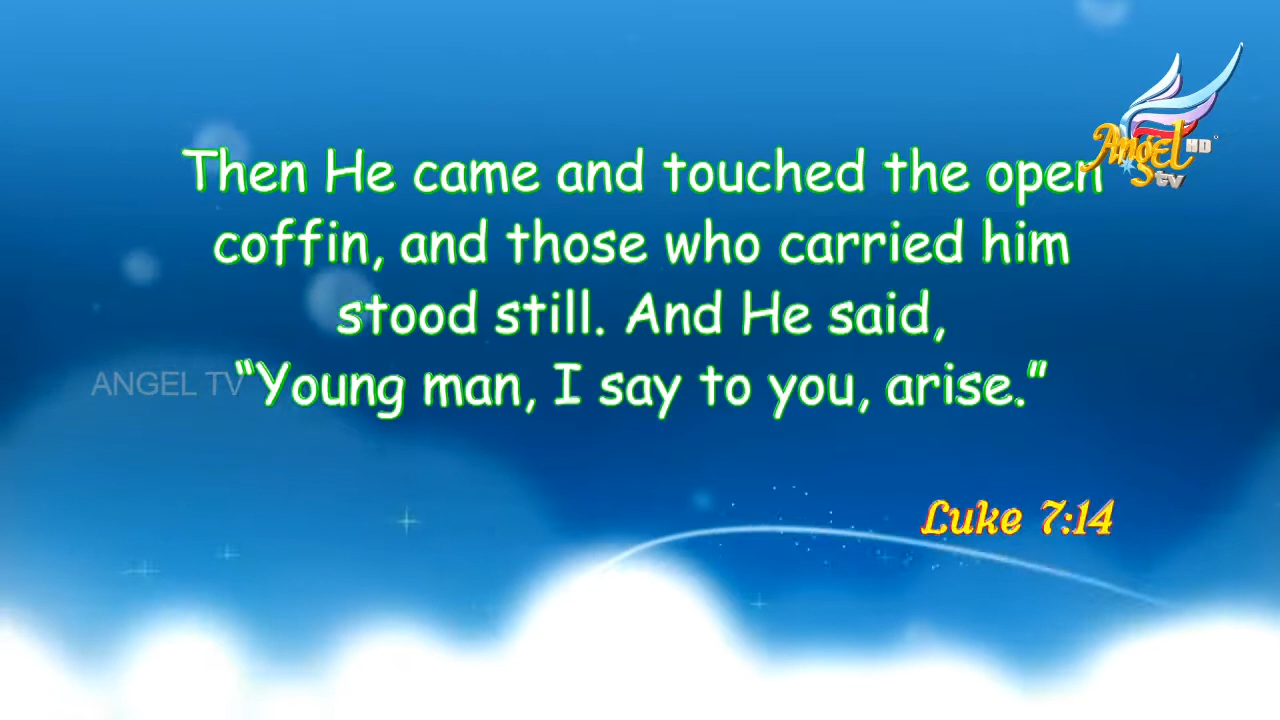 Angel HD
tv
Then He came and touched the open
coffin, and those who carried him
stood still. And He said,
ANGEL TV
“Young man, I say to you, arise.”
Luke 7:14